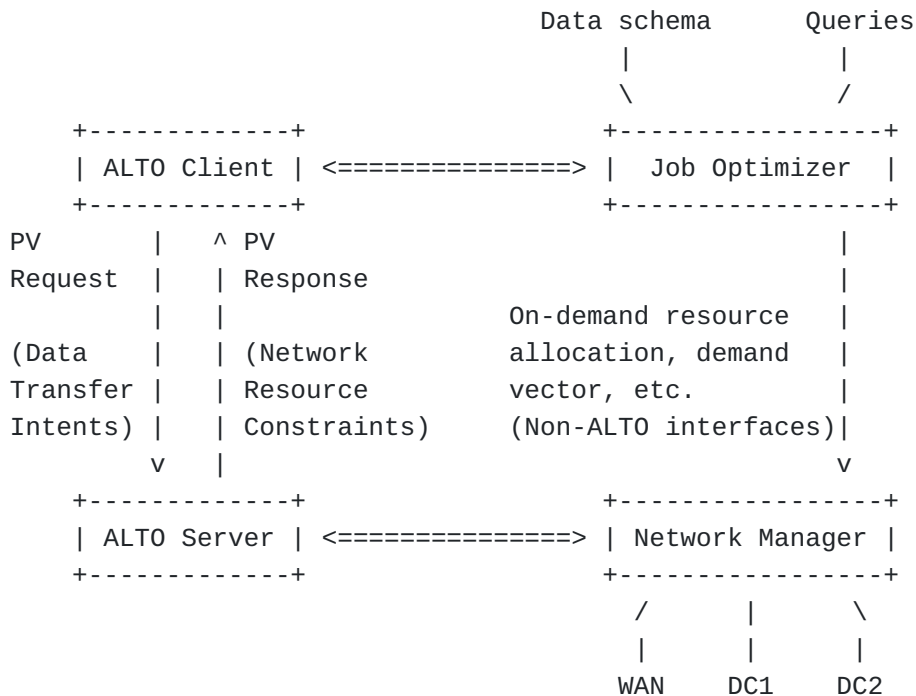 Data schema Queries
ALTO Client <===============> Job Optimizer
PV ^ PV
Request Response
On-demand resource
(Data (Network allocation, demand
Transfer Resource vector, etc.
Intents) Constraints) (Non-ALTO interfaces)
v v
ALTO Server <===============> Network Manager
WAN DC1 DC2